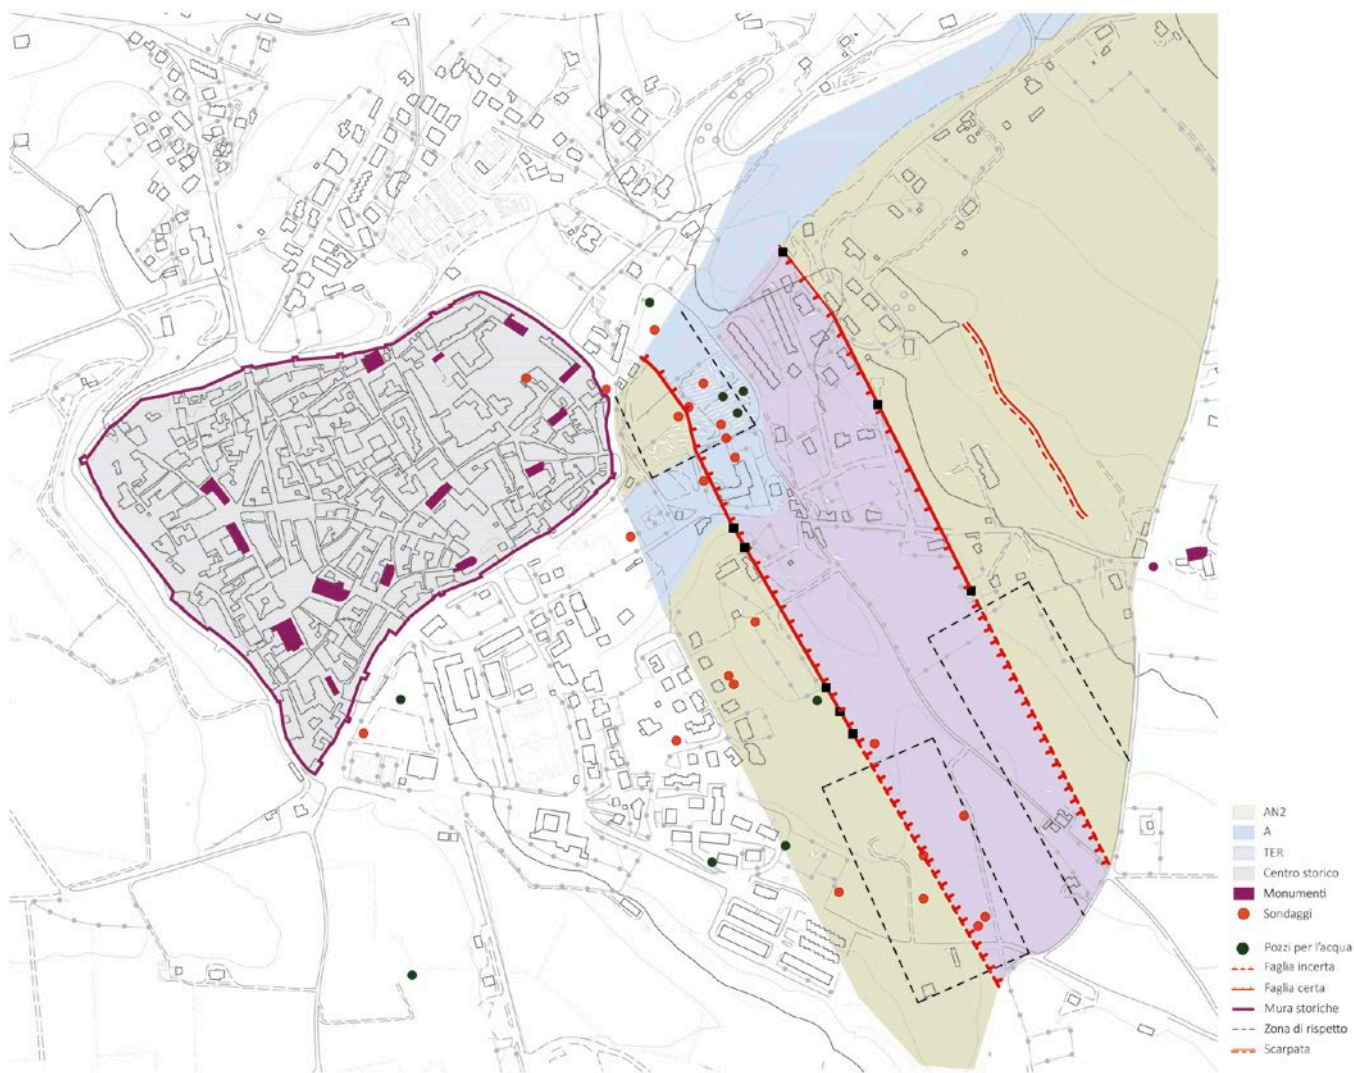 AN2
A
TER
Centro storico
Monumenti
Sondaggi
Pozzi per l'acqua
Faglia incerta
Faglia certa
Mura storiche
Zona di rispetto
Scarpata